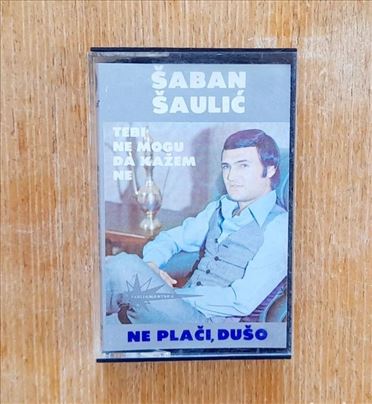 ŠABAN
ŠAULIĆ
TEBI
NE MOGU
DA KAŽEM
NE
NE PLAČI, DUŠO